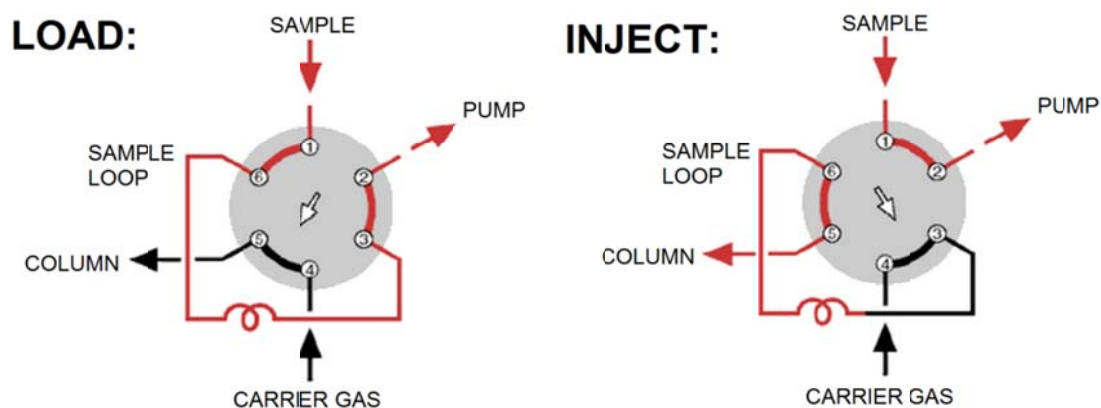 LOAD:
SAMPLE
PUMP
SAMPLE
LOOP
1
2
3
4
5
6
COLUMN
CARRIER GAS
INJECT:
SAMPLE
PUMP
SAMPLE
LOOP
1
2
3
4
5
6
COLUMN
CARRIER GAS